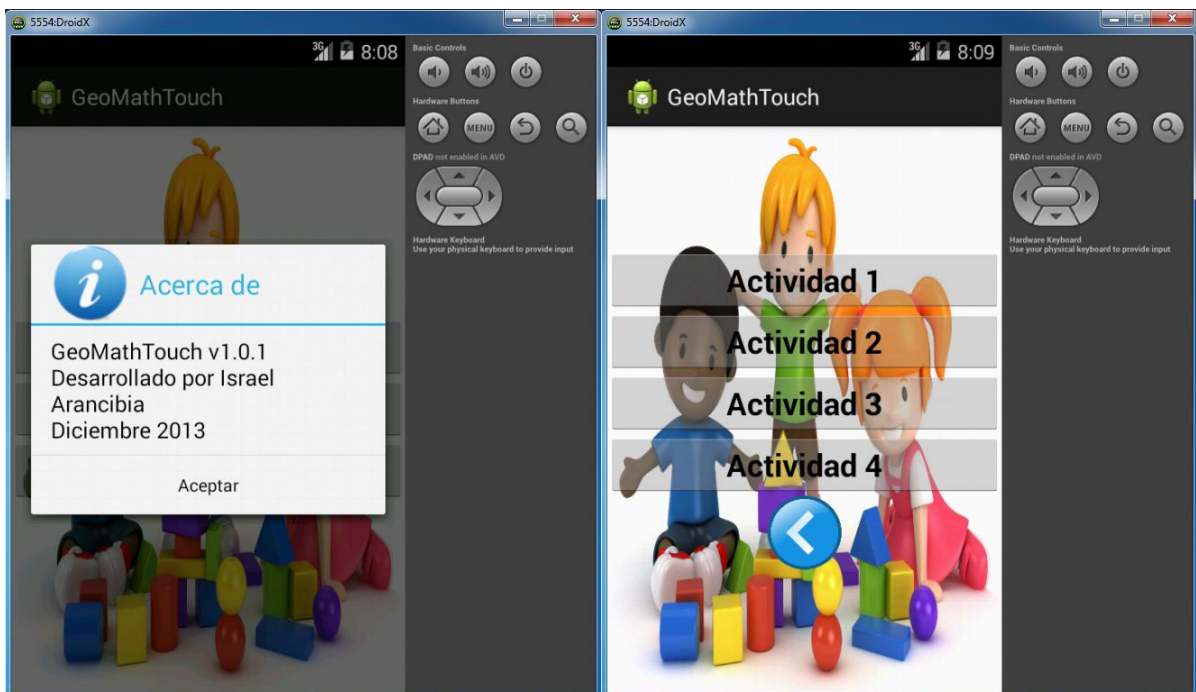 5554:DroidX
3G 8:08
GeoMathTouch
Acerca de
GeoMathTouch v1.0.1
Desarrollado por Israel
Arancibia
Diciembre 2013
Aceptar
Basic Controls
Hardware Buttons
MENU
DPAD not enabled in AVD
Hardware Keyboard
Use your physical keyboard to provide input
5554:DroidX
3G 8:09
GeoMathTouch
Actividad 1
Actividad 2
Actividad 3
Actividad 4
Basic Controls
Hardware Buttons
MENU
DPAD not enabled in AVD
Hardware Keyboard
Use your physical keyboard to provide input